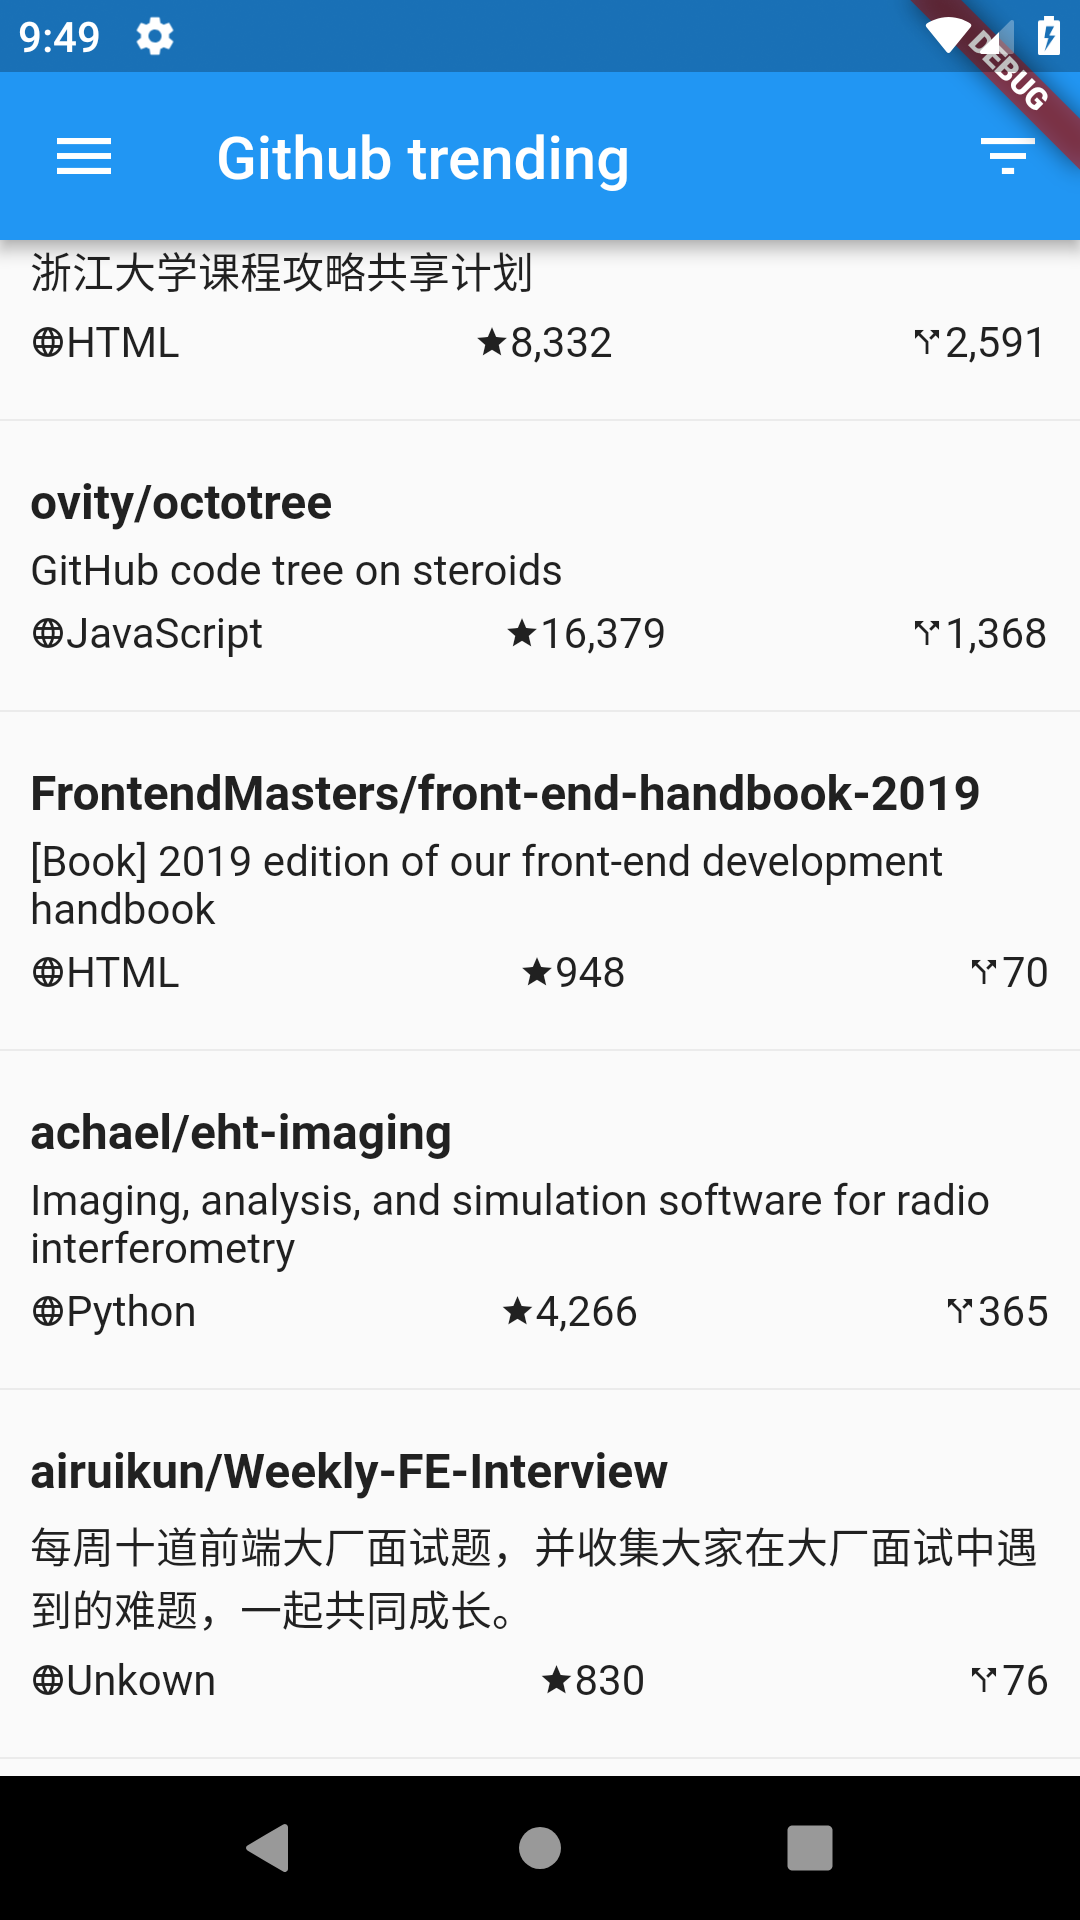 9:49
DEBUG
Github trending
浙江大学课程攻略共享计划
HTML 8,332 2,591
ovity/octotree
GitHub code tree on steroids
JavaScript 16,379 1,368
FrontendMasters/front-end-handbook-2019
[Book] 2019 edition of our front-end development
handbook
HTML 948 70
achael/eht-imaging
Imaging, analysis, and simulation software for radio
interferometry
Python 4,266 365
airuikun/Weekly-FE-Interview
每周十道前端大厂面试题，并收集大家在大厂面试中遇
到的难题，一起共同成长。
Unkown 830 76